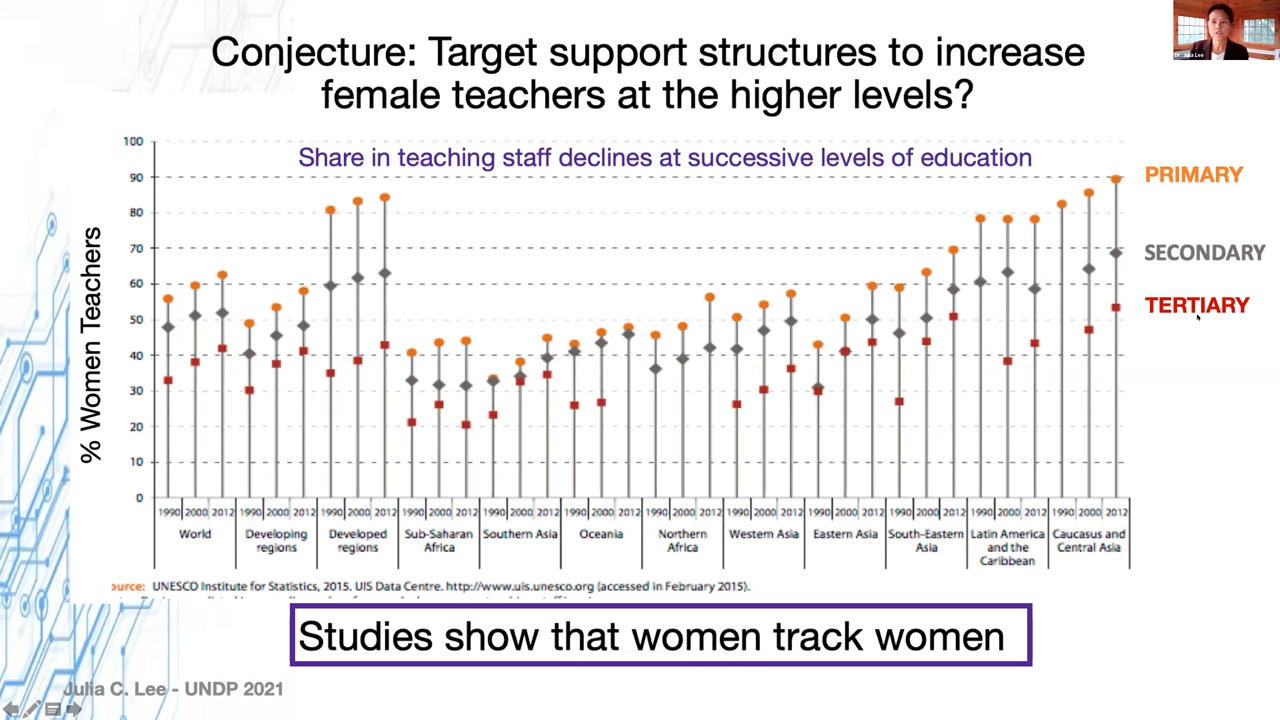 Conjecture: Target support structures to increase
female teachers at the higher levels?
Dr. Julia Lee
Share in teaching staff declines at successive levels of education
% Women Teachers
100
90
80
70
60
50
40
30
20
10
0
PRIMARY
SECONDARY
TERTIARY
1990 2000 2012 1990 2000 2012 1990 2000 2012 1990 2000 2012 1990 2000 2012 1990 2000 2012 1990 2000 2012 1990 2000 2012 1990 2000 2012 1990 2000 2012 1990 2000 2012 1990 2000 2012
World
Developing
regions
Developed
regions
Sub-Saharan
Africa
Southern Asia
Oceania
Northern
Africa
Western Asia
Eastern Asia
South-Eastern
Asia
Latin America
and the
Caribbean
Caucasus and
Central Asia
ource: UNESCO Institute for Statistics, 2015. UIS Data Centre. http://www.uis.unesco.org (accessed in February 2015).
Studies show that women track women
Julia C. Lee - UNDP 2021